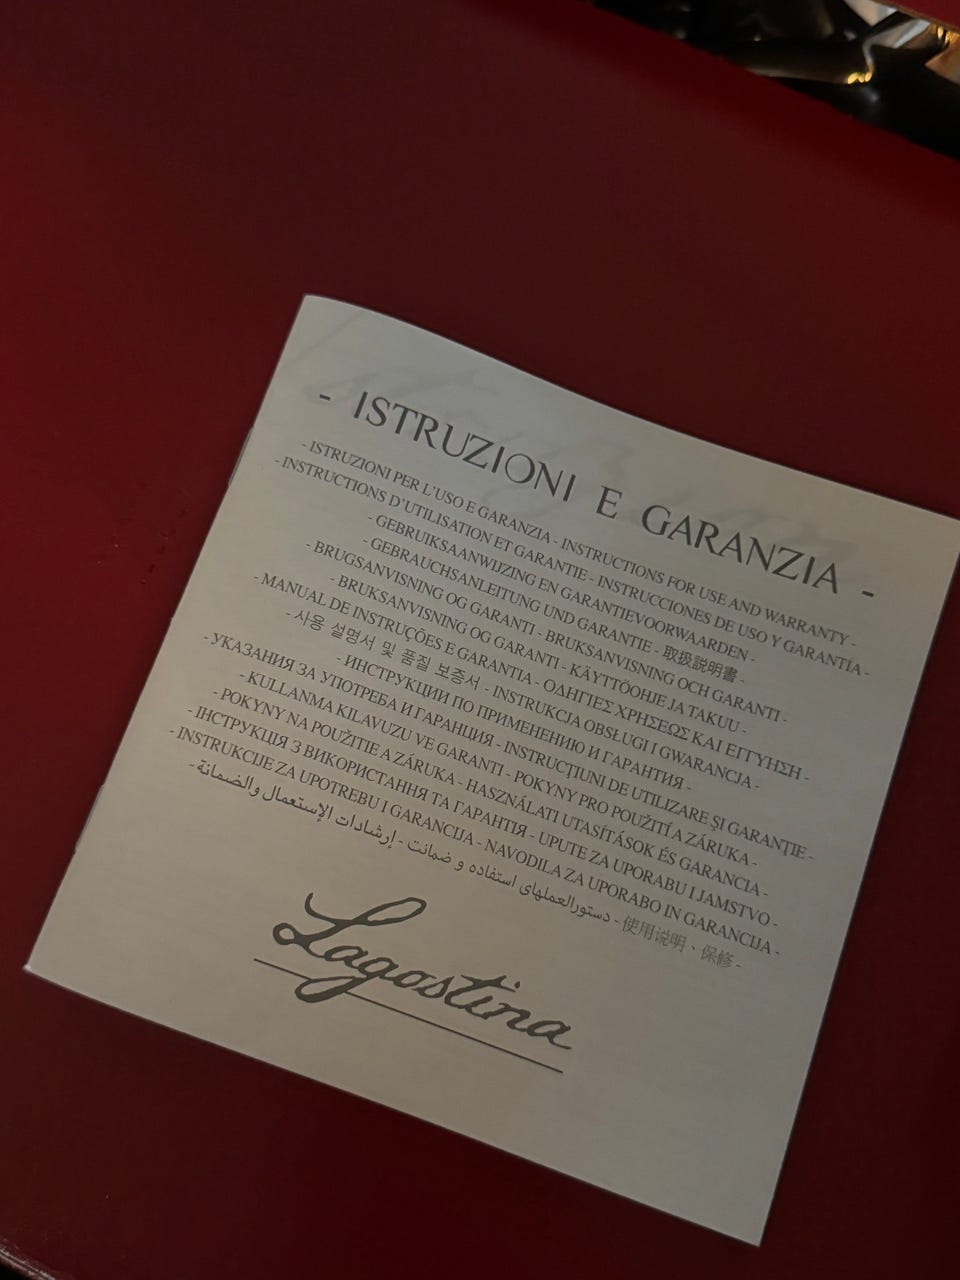 - ISTRUZIONI E GARANZIA -
- ISTRUZIONI PER L'USO E GARANZIA - INSTRUCTIONS FOR USE AND WARRANTY -
- INSTRUCTIONS D'UTILISATION ET GARANTIE - INSTRUCCIONES DE USO Y GARANTÍA -
- GEBRUIKSAANWIJZING EN GARANTIEVOORWAARDEN -
- GEBRAUCHSANLEITUNG UND GARANTIE - 取扱説明書 -
- BRUGSANVISNING OG GARANTI - BRUKSANVISNING OCH GARANTI -
- BRUKSANVISNING OG GARANTI - KÄYTTÖOHJE JA TAKUU -
- MANUAL DE INSTRUÇÕES E GARANTIA - ΟΔΗΓΙΕΣ ΧΡΗΣΕΩΣ ΚΑΙ ΕΓΓΥΗΣΗ -
- 사용 설명서 및 품질 보증서 - INSTRUKCJA OBSŁUGI I GWARANCJA -
- ИНСТРУКЦИИ ПО ПРИМЕНЕНИЮ И ГАРАНТИЯ -
- УКАЗАНИЯ ЗА УПОТРЕБА И ГАРАНЦИЯ - INSTRUCŢIUNI DE UTILIZARE ŞI GARANŢIE -
- KULLANMA KILAVUZU VE GARANTI - POKYNY PRO POUŽITÍ A ZÁRUKA -
- POKYNY NA POUŽITIE A ZÁRUKA - HASZNÁLATI UTASÍTÁSOK ÉS GARANCIA -
- ІНСТРУКЦІЯ З ВИКОРИСТАННЯ ТА ГАРАНТІЯ - UPUTE ZA UPORABU I JAMSTVO -
- INSTRUKCIJE ZA UPOTREBU I GARANCIJA - NAVODILA ZA UPORABO IN GARANCIJA -
- دستورالعملهای استفاده و ضمانت - إرشادات الإستعمال والضمانة - 使用说明、保修 -
Lagostina